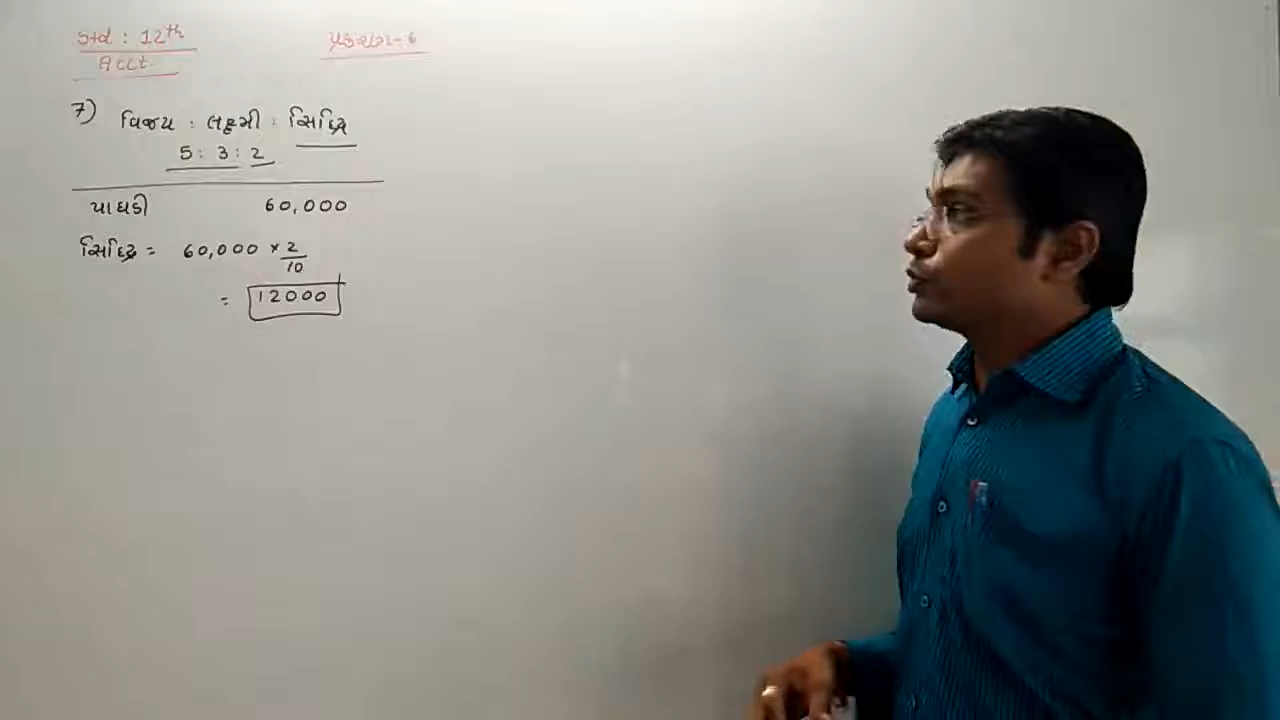 Std : 12th
Acct.
પ્રકરણ-6
7) વિજય : લક્ષ્મી : સિદ્ધિ
5 : 3 : 2
પાઘડી 60,000
સિદ્ધિ = 60,000 × 2/10
= 12000